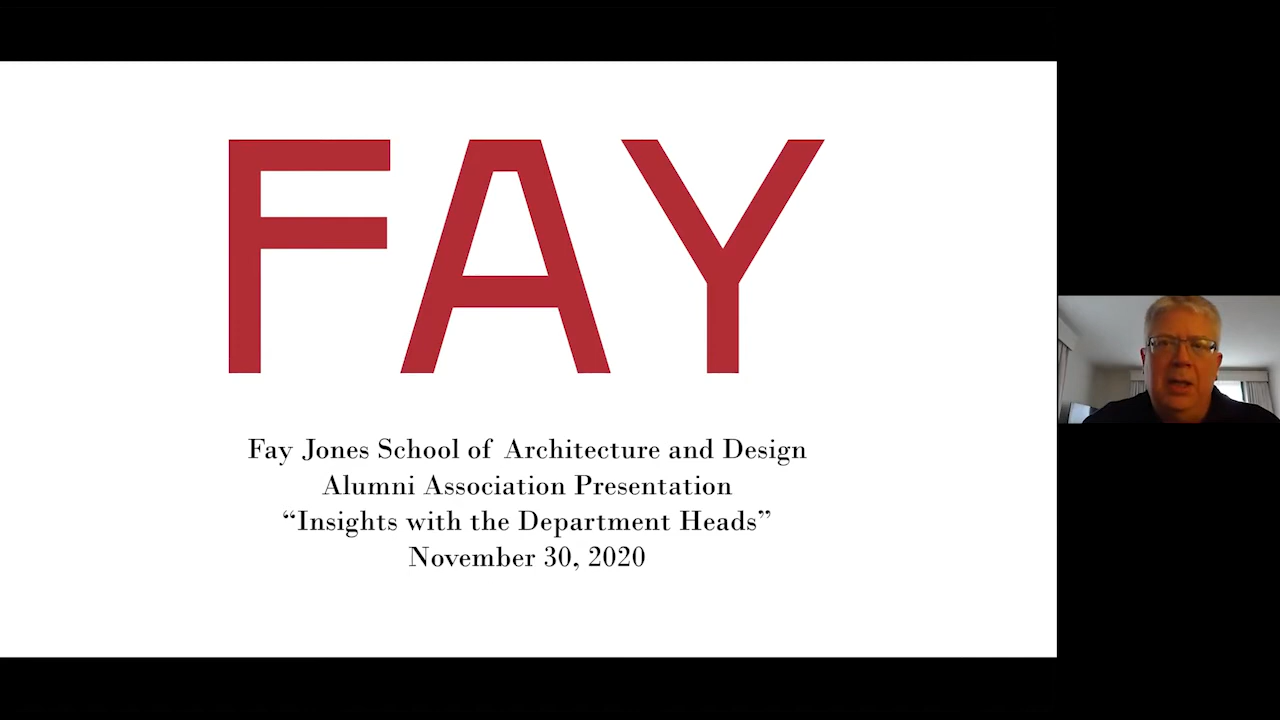 FAY
Fay Jones School of Architecture and Design
Alumni Association Presentation
“Insights with the Department Heads”
November 30, 2020